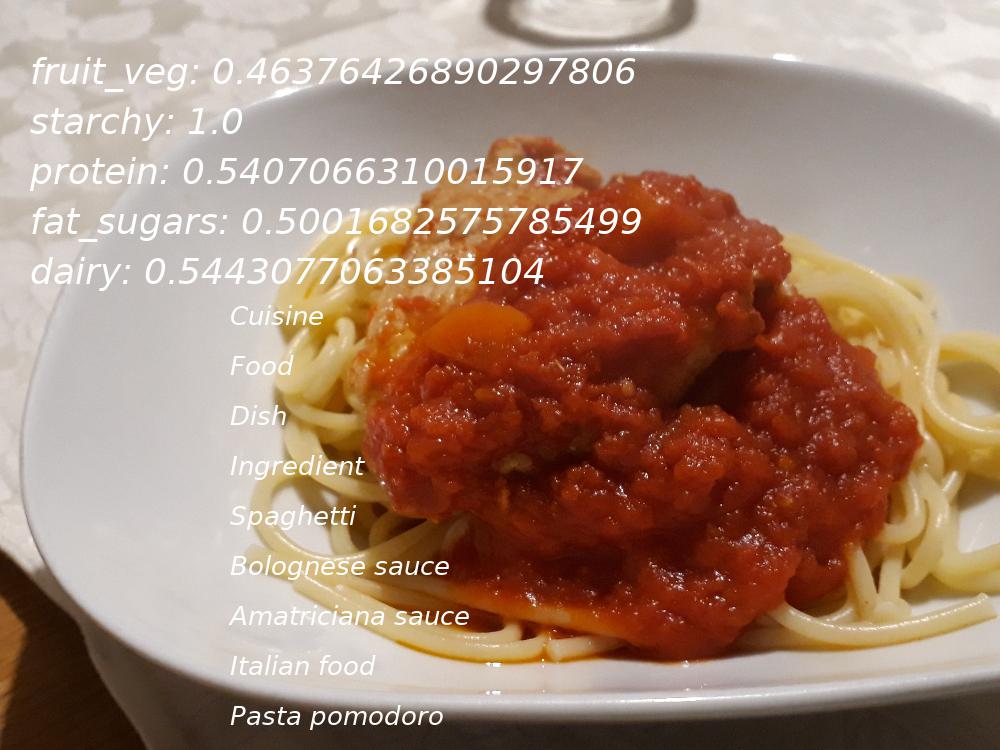 fruit_veg: 0.46376426890297806
starchy: 1.0
protein: 0.5407066310015917
fat_sugars: 0.5001682575785499
dairy: 0.5443077063385104
Cuisine
Food
Dish
Ingredient
Spaghetti
Bolognese sauce
Amatriciana sauce
Italian food
Pasta pomodoro